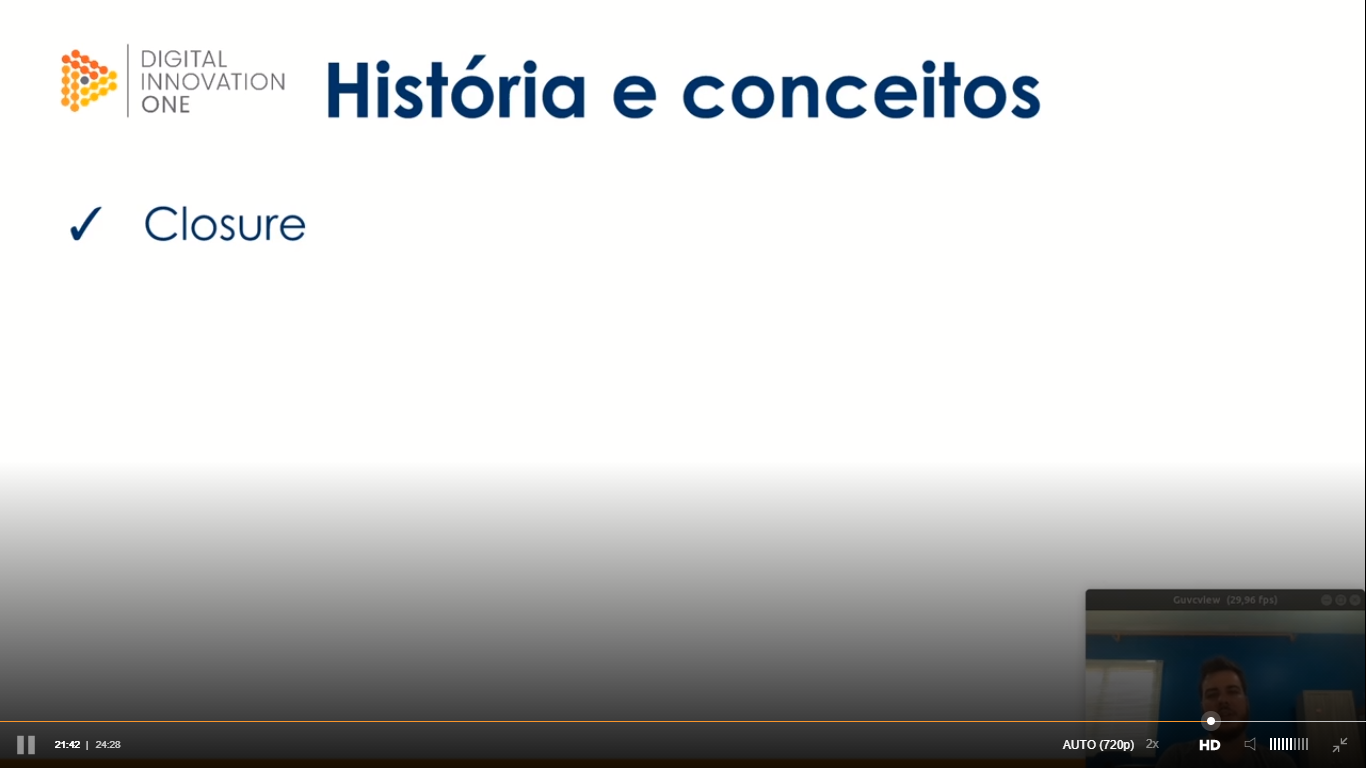 DIGITAL
INNOVATION
ONE
História e conceitos
✓ Closure
Guvcview (29,96 fps)
21:42 | 24:28
AUTO (720p) 2x HD